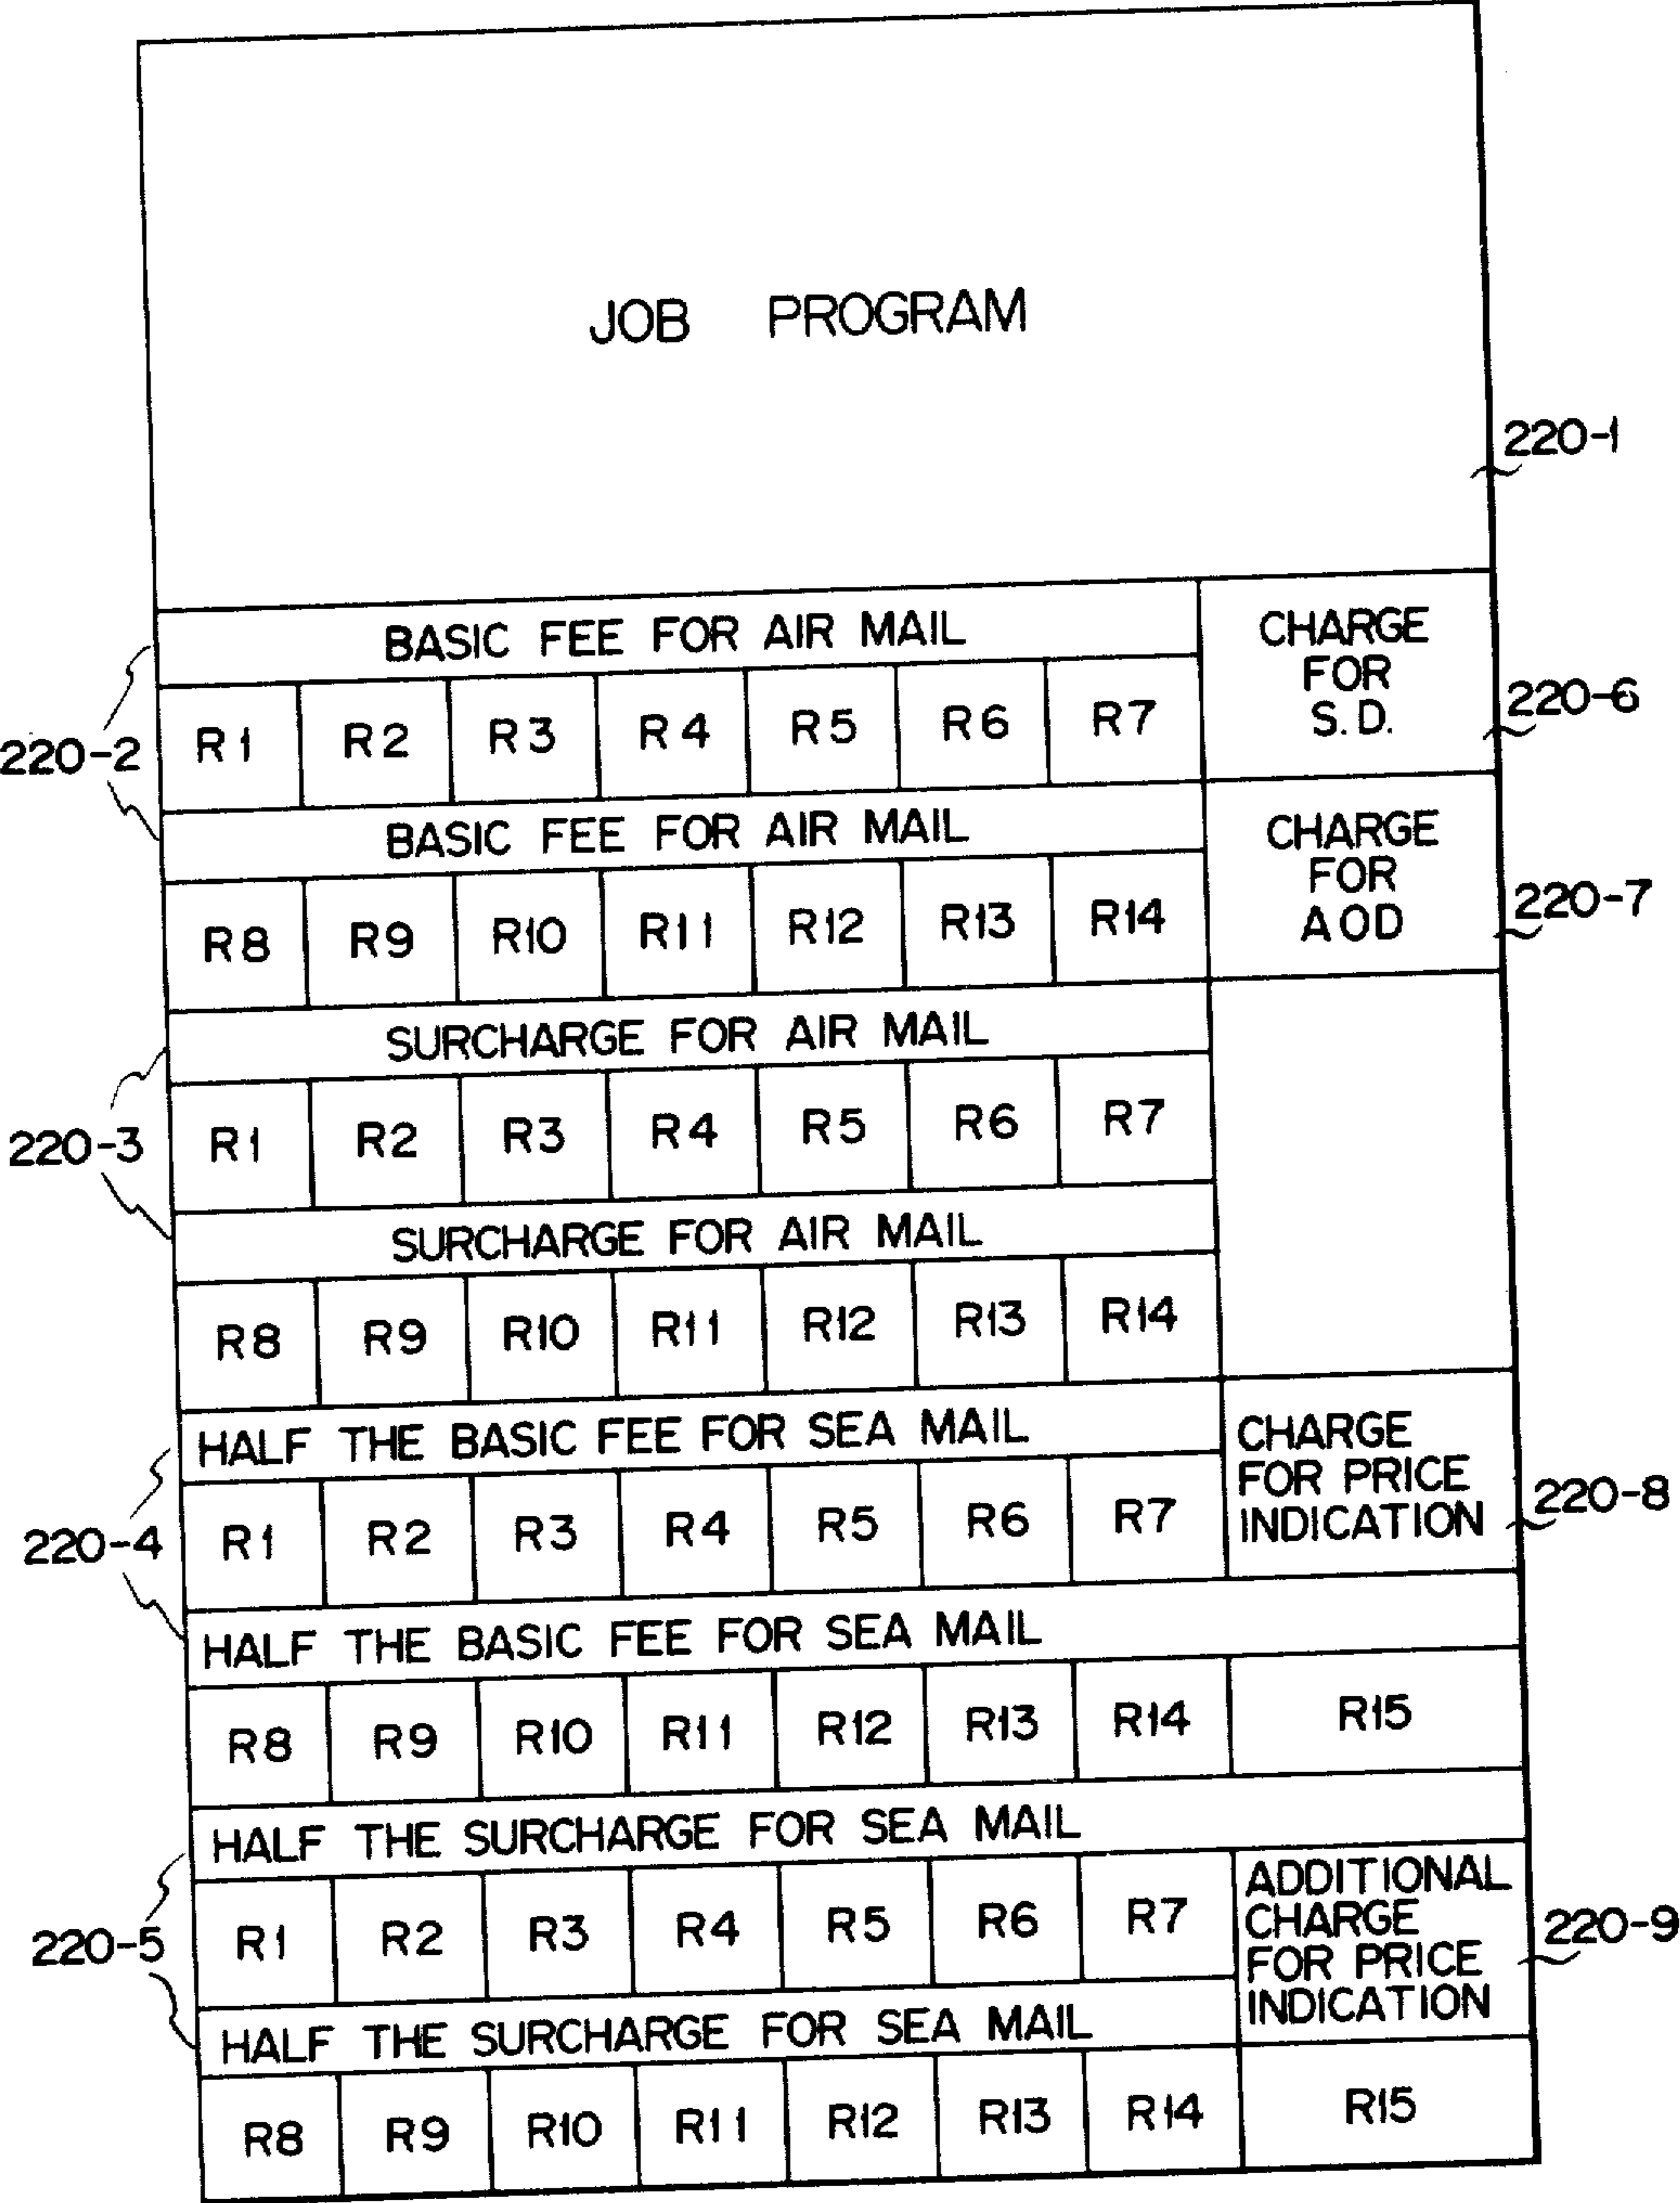 JOB PROGRAM
220-1
BASIC FEE FOR AIR MAIL
R1 R2 R3 R4 R5 R6 R7
220-2
CHARGE
FOR
S.D.
220-6
BASIC FEE FOR AIR MAIL
R8 R9 R10 R11 R12 R13 R14
CHARGE
FOR
AOD
220-7
SURCHARGE FOR AIR MAIL
R1 R2 R3 R4 R5 R6 R7
220-3
SURCHARGE FOR AIR MAIL
R8 R9 R10 R11 R12 R13 R14
HALF THE BASIC FEE FOR SEA MAIL
R1 R2 R3 R4 R5 R6 R7
220-4
CHARGE
FOR PRICE
INDICATION
220-8
HALF THE BASIC FEE FOR SEA MAIL
R8 R9 R10 R11 R12 R13 R14 R15
HALF THE SURCHARGE FOR SEA MAIL
R1 R2 R3 R4 R5 R6 R7
220-5
ADDITIONAL
CHARGE
FOR PRICE
INDICATION
220-9
HALF THE SURCHARGE FOR SEA MAIL
R8 R9 R10 R11 R12 R13 R14 R15